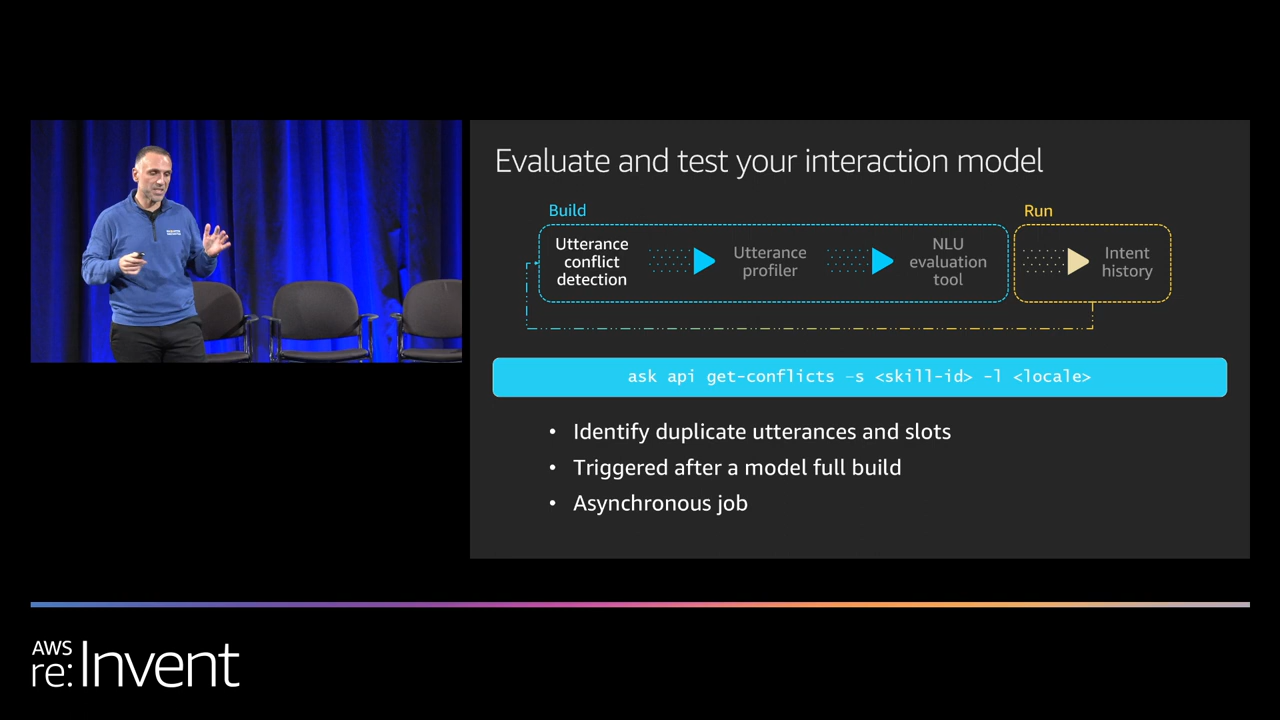 Evaluate and test your interaction model
Build
Run
Utterance
conflict
detection
Utterance
profiler
NLU
evaluation
tool
Intent
history
ask api get-conflicts –s <skill-id> -l <locale>
• Identify duplicate utterances and slots
• Triggered after a model full build
• Asynchronous job
AWS
re:Invent